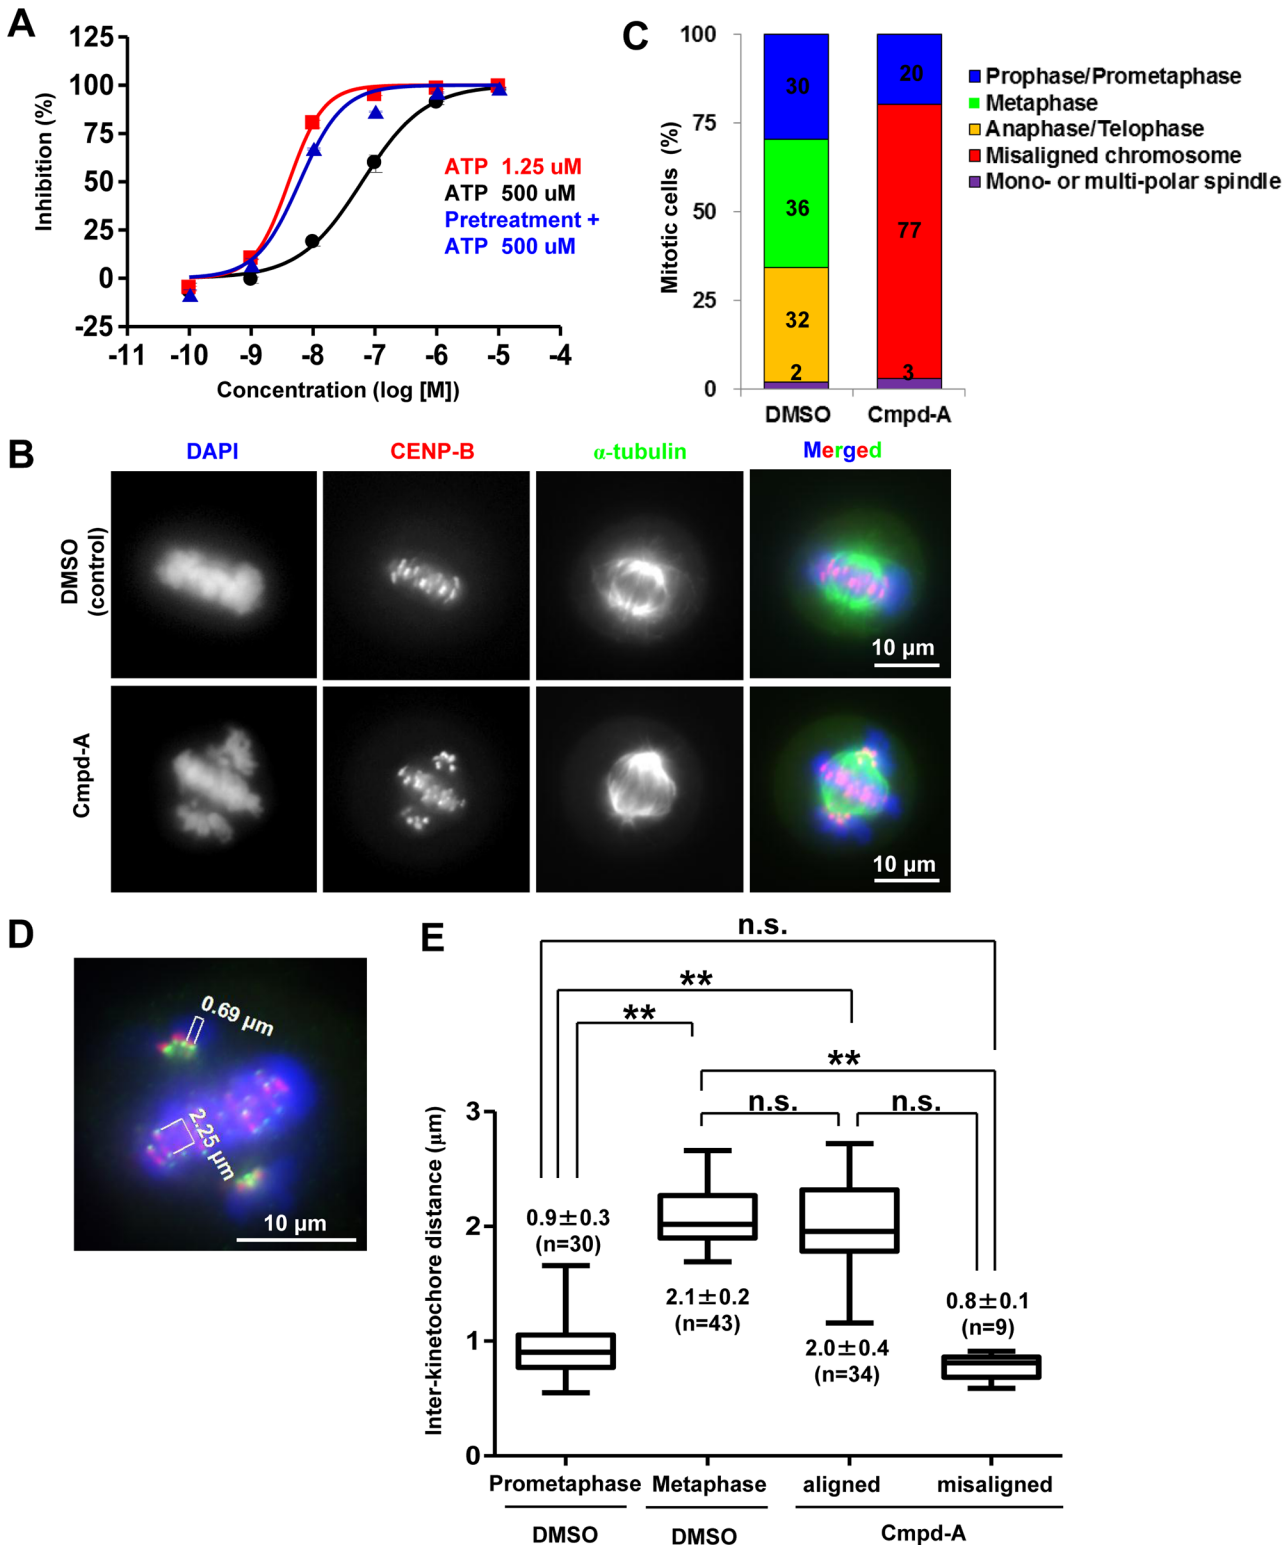 A
125
100
75
50
25
0
-25
-11 -10 -9 -8 -7 -6 -5 -4
Inhibition (%)
Concentration (log [M])
ATP 1.25 uM
ATP 500 uM
Pretreatment +
ATP 500 uM
C
100
75
50
25
0
Mitotic cells (%)
30
36
32
2
20
77
3
DMSO Cmpd-A
Prophase/Prometaphase
Metaphase
Anaphase/Telophase
Misaligned chromosome
Mono- or multi-polar spindle
B
DAPI CENP-B α-tubulin Merged
DMSO
(control)
10 μm
Cmpd-A
10 μm
D
0.69 μm
2.25 μm
10 μm
E
n.s.
**
**
**
n.s. n.s.
3
2
1
0
Inter-kinetochore distance (μm)
0.9±0.3
(n=30)
2.1±0.2
(n=43)
2.0±0.4
(n=34)
0.8±0.1
(n=9)
Prometaphase Metaphase aligned misaligned
DMSO DMSO Cmpd-A